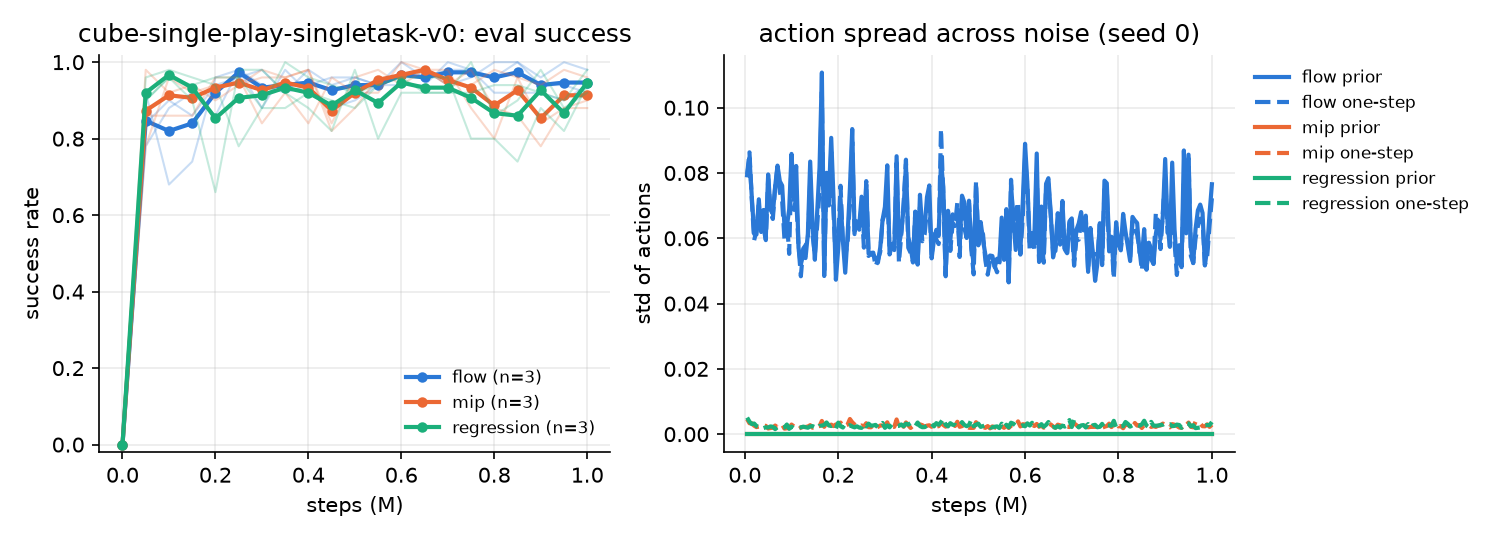 cube-single-play-singletask-v0: eval success
success rate
1.0
0.8
0.6
0.4
0.2
0.0
0.0 0.2 0.4 0.6 0.8 1.0
steps (M)
flow (n=3)
mip (n=3)
regression (n=3)
action spread across noise (seed 0)
std of actions
0.10
0.08
0.06
0.04
0.02
0.00
0.0 0.2 0.4 0.6 0.8 1.0
steps (M)
flow prior
flow one-step
mip prior
mip one-step
regression prior
regression one-step